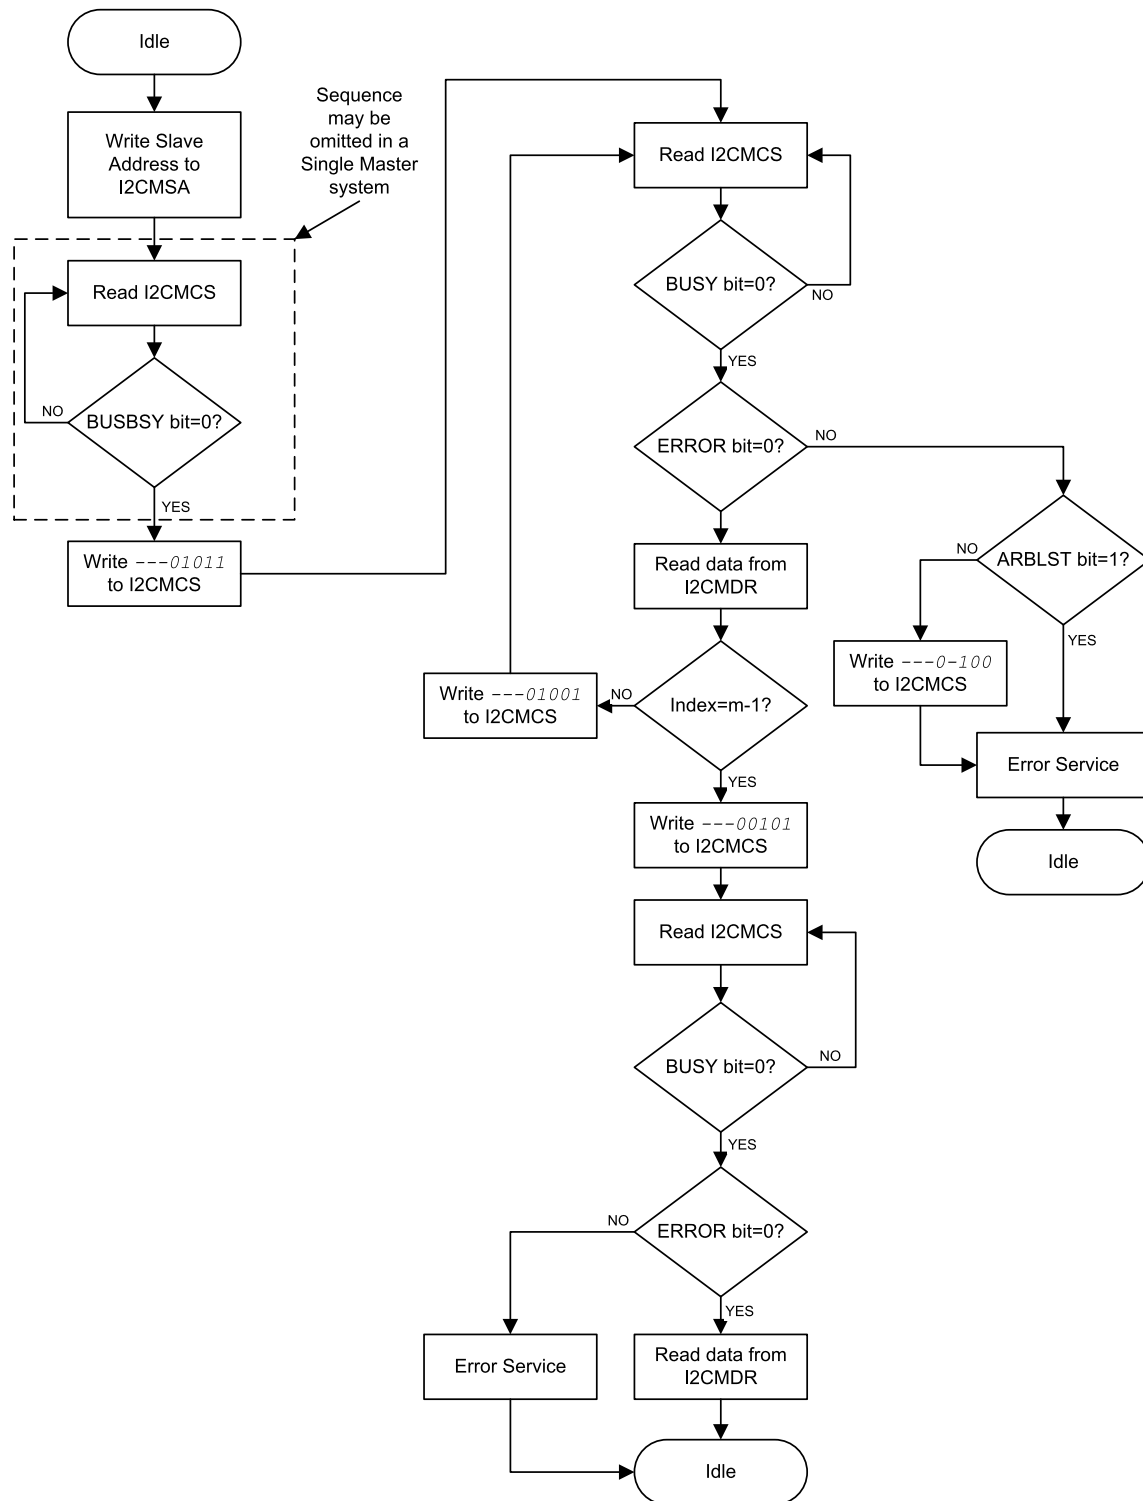 Idle
Write Slave
Address to
I2CMSA
Sequence
may be
omitted in a
Single Master
system
Read I2CMCS
BUSBSY bit=0?
NO
YES
Write ---01011
to I2CMCS
Read I2CMCS
BUSY bit=0?
NO
YES
ERROR bit=0?
NO
ARBLST bit=1?
NO
YES
Write ---0-100
to I2CMCS
Error Service
Idle
Read data from
I2CMDR
Index=m-1?
NO
Write ---01001
to I2CMCS
YES
Write ---00101
to I2CMCS
Read I2CMCS
BUSY bit=0?
NO
YES
ERROR bit=0?
NO
YES
Error Service
Read data from
I2CMDR
Idle